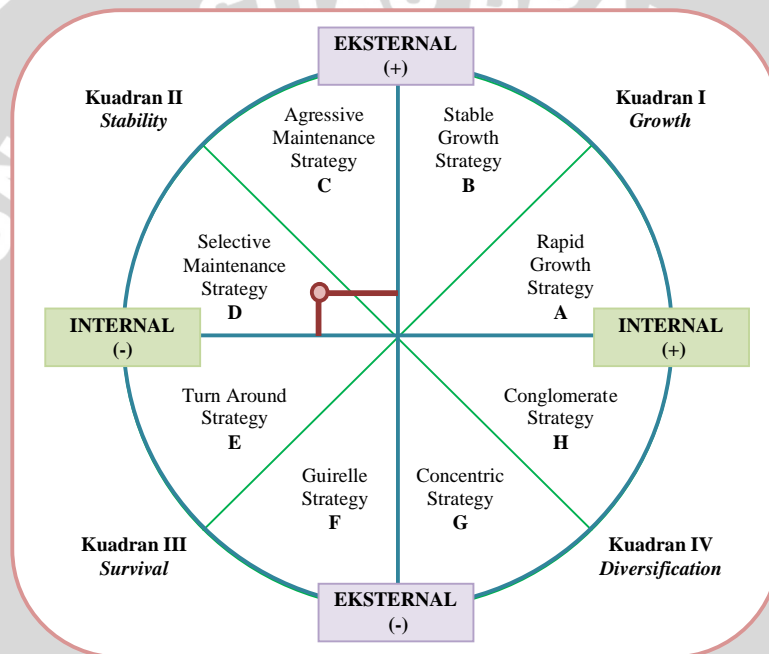 EKSTERNAL
(+)
Kuadran II
Stability
Kuadran I
Growth
Agressive
Maintenance
Strategy
C
Stable
Growth
Strategy
B
Selective
Maintenance
Strategy
D
Rapid
Growth
Strategy
A
INTERNAL
(-)
INTERNAL
(+)
Turn Around
Strategy
E
Conglomerate
Strategy
H
Guirelle
Strategy
F
Concentric
Strategy
G
Kuadran III
Survival
Kuadran IV
Diversification
EKSTERNAL
(-)